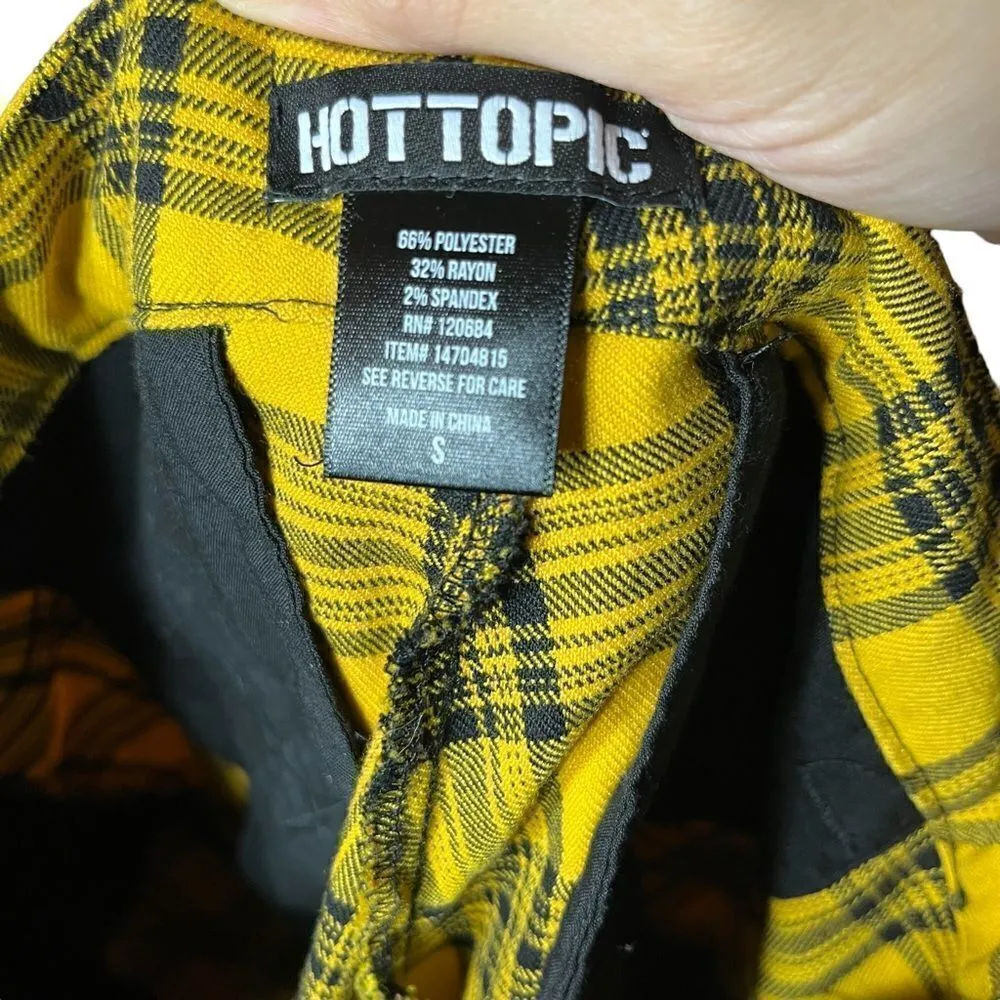 HOTTOPIC
66% POLYESTER
32% RAYON
2% SPANDEX
RN# 120684
ITEM# 14704815
SEE REVERSE FOR CARE
MADE IN CHINA
S